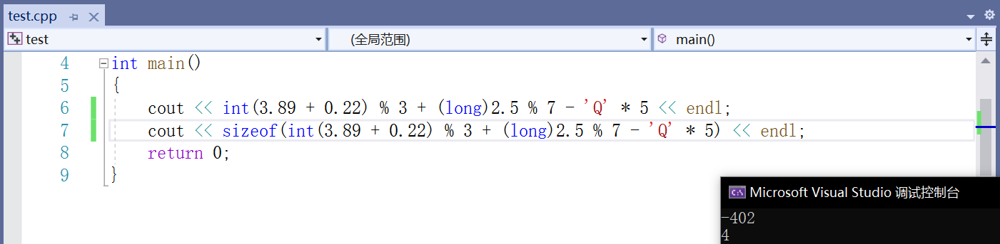 test.cpp
test (全局范围) main()
4 int main()
5 {
6 cout << int(3.89 + 0.22) % 3 + (long)2.5 % 7 - 'Q' * 5 << endl;
7 cout << sizeof(int(3.89 + 0.22) % 3 + (long)2.5 % 7 - 'Q' * 5) << endl;
8 return 0;
9 }
C:\ Microsoft Visual Studio 调试控制台
-402
4